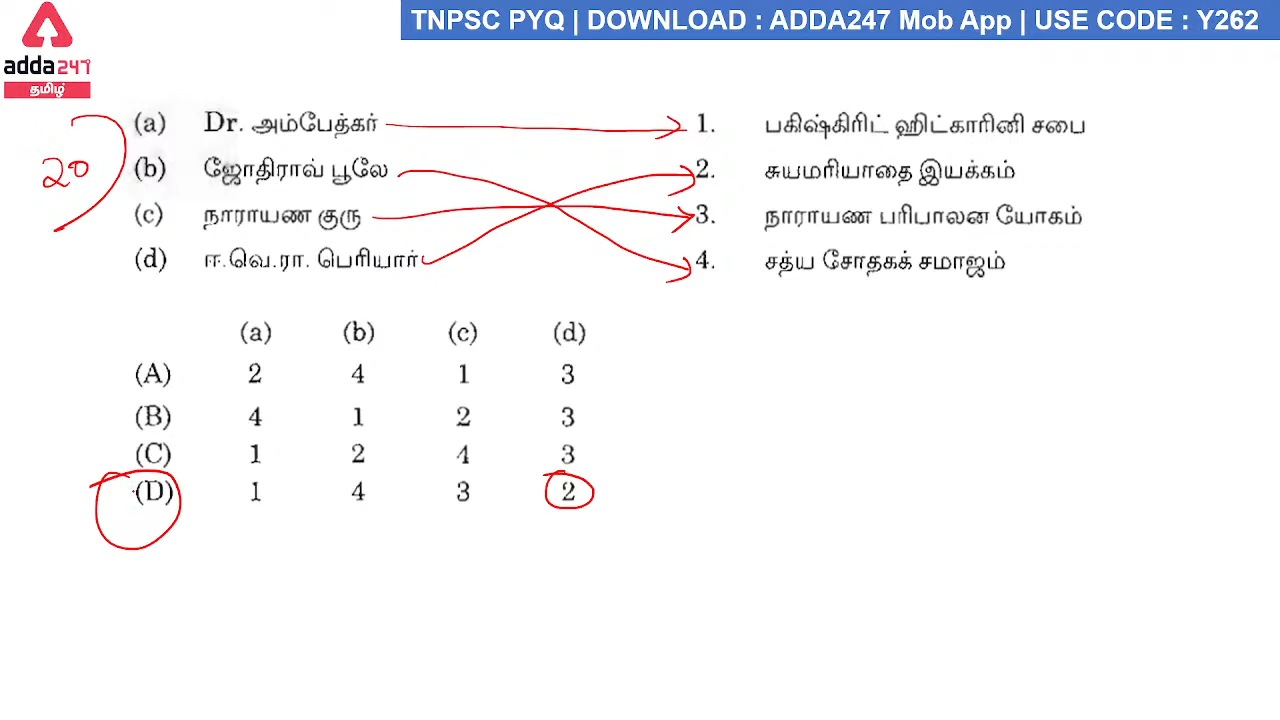 TNPSC PYQ | DOWNLOAD : ADDA247 Mob App | USE CODE : Y262
adda247
தமிழ்
20
(a) Dr. அம்பேத்கர் 1. பகிஷ்கிரிட் ஹிட்காரினி சபை
(b) ஜோதிராவ் பூலே 2. சுயமரியாதை இயக்கம்
(c) நாராயண குரு 3. நாராயண பரிபாலன யோகம்
(d) ஈ.வெ.ரா. பெரியார் 4. சத்ய சோதகக் சமாஜம்
(a) (b) (c) (d)
(A) 2 4 1 3
(B) 4 1 2 3
(C) 1 2 4 3
(D) 1 4 3 2